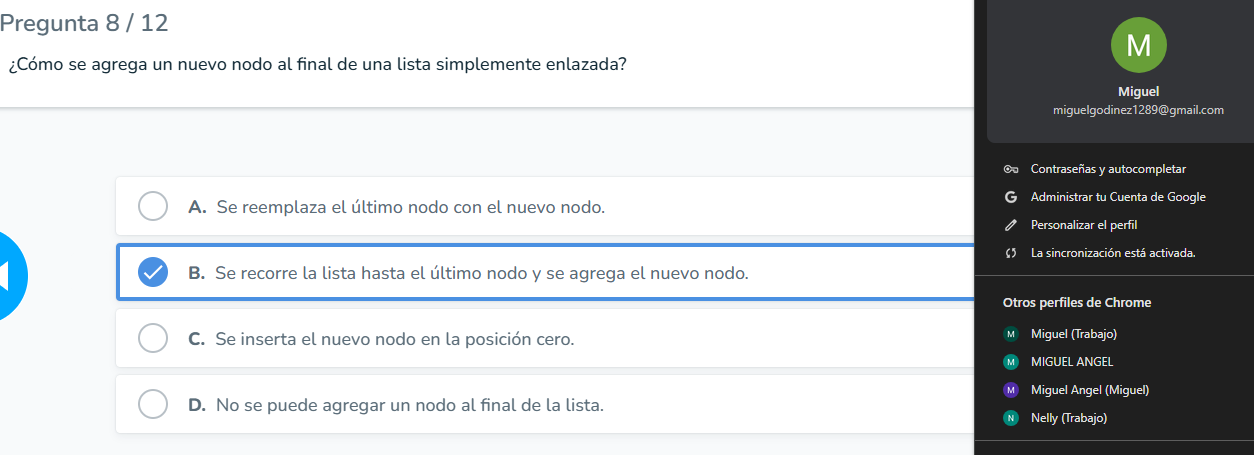 Pregunta 8 / 12
¿Cómo se agrega un nuevo nodo al final de una lista simplemente enlazada?
A. Se reemplaza el último nodo con el nuevo nodo.
B. Se recorre la lista hasta el último nodo y se agrega el nuevo nodo.
C. Se inserta el nuevo nodo en la posición cero.
D. No se puede agregar un nodo al final de la lista.
M
Miguel
miguelgodinez1289@gmail.com
Contraseñas y autocompletar
G Administrar tu Cuenta de Google
Personalizar el perfil
La sincronización está activada.
Otros perfiles de Chrome
M Miguel (Trabajo)
M MIGUEL ANGEL
M Miguel Angel (Miguel)
N Nelly (Trabajo)